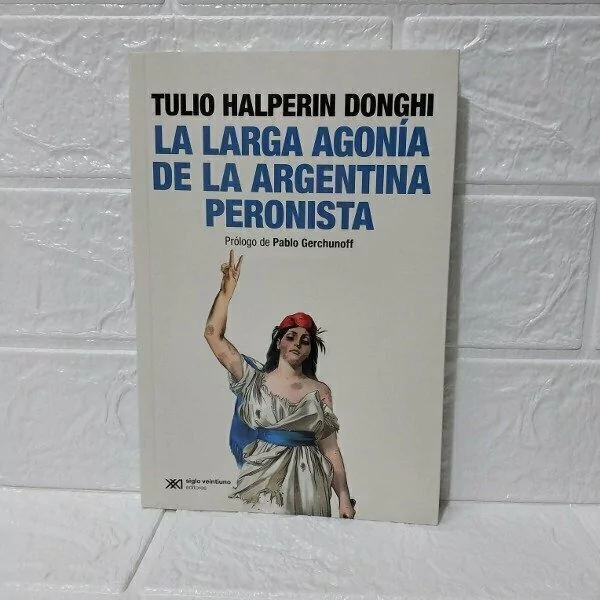 TULIO HALPERIN DONGHI
LA LARGA AGONÍA
DE LA ARGENTINA
PERONISTA
Prólogo de Pablo Gerchunoff
siglo veintiuno
editores